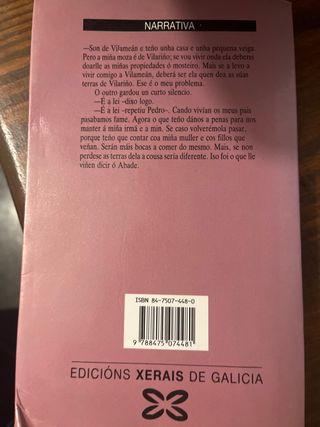 NARRATIVA
—Son de Vilameán e teño unha casa e unha pequena veiga.
Pero a miña moza é de Vilariño; se vou vivir onda ela deberei
doarlle as miñas propiedades ó mosteiro. Mais se a levo a
vivir comigo a Vilameán, deberá ser ela quen dea as súas
terras de Vilariño. Ese é o meu problema.
O outro gardou un curto silencio.
—É a lei –dixo logo.
—É a lei –repetiu Pedro–. Cando vivían os meus pais
pasabamos fame. Agora o que teño dános a penas para nos
manter á miña irmá e a min. Se caso volverémola pasar,
porque teño que contar coa miña muller e cos fillos que
veñan. Serán máis bocas a comer do mesmo. Mais, se non
perdese as terras dela a cousa sería diferente. Iso foi o que lle
viñen dicir ó Abade.
ISBN 84-7507-448-0
9 788475 074481
EDICIÓNS XERAIS DE GALICIA